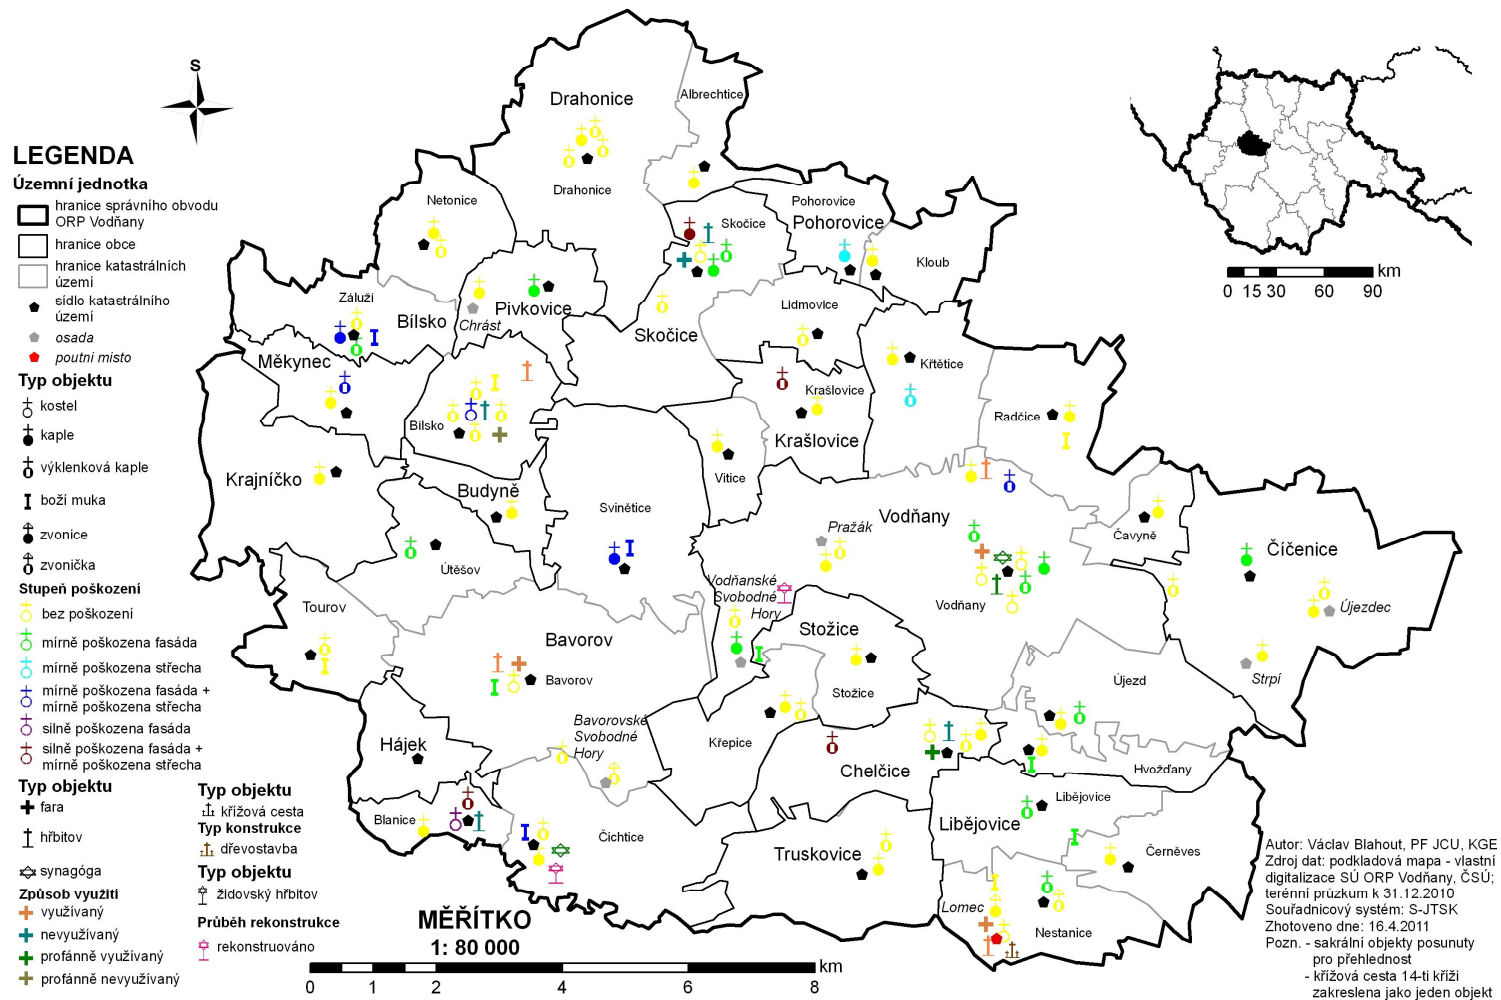 S
LEGENDA
Územní jednotka
hranice správního obvodu
ORP Vodňany
hranice obce
hranice katastrálních
území
sídlo katastrálního
území
osada
poutni místo
Typ objektu
kostel
kaple
výklenková kaple
boží muka
zvonice
zvonička
Stupeň poškození
bez poškození
mírně poškozena fasáda
mírně poškozena střecha
mírně poškozena fasáda +
mírně poškozena střecha
silně poškozena fasáda
silně poškozena fasáda +
mírně poškozena střecha
Typ objektu
fara
hřbitov
synagóga
Způsob využití
využívaný
nevyužívaný
profánně využívaný
profánně nevyužívaný
Typ objektu
křížová cesta
Typ konstrukce
dřevostavba
Typ objektu
židovský hřbitov
Průběh rekonstrukce
rekonstruováno
MĚŘÍTKO
1: 80 000
km
0 1 2 4 6 8
Drahonice
Albrechtice
Drahonice
Netonice
Skočice
Pohorovice
Pohorovice
Kloub
Záluží
Bílsko
Chrást
Pivkovice
Skočice
Lidmovice
Měkynec
Křtětice
Krašlovice
Krašlovice
Radčice
Bílsko
Krajníčko
Budyně
Vitice
Svinětice
Vodňany
Pražák
Čavyně
Číčenice
Útěšov
Vodňanské
Svobodné
Hory
Vodňany
Újezdec
Tourov
Bavorov
Stožice
Bavorov
Stožice
Újezd
Strpí
Bavorovské
Svobodné
Hory
Křepice
Hájek
Chelčice
Hvožďany
Blanice
Čichtice
Libějovice
Libějovice
Truskovice
Černěves
Lomec
Nestanice
km
0 15 30 60 90
Autor: Václav Blahout, PF JCU, KGE
Zdroj dat: podkladová mapa - vlastní
digitalizace SÚ ORP Vodňany, ČSÚ;
terénní průzkum k 31.12.2010
Souřadnicový systém: S-JTSK
Zhotoveno dne: 16.4.2011
Pozn. - sakrální objekty posunuty
pro přehlednost
- křížová cesta 14-ti kříži
zakreslena jako jeden objekt